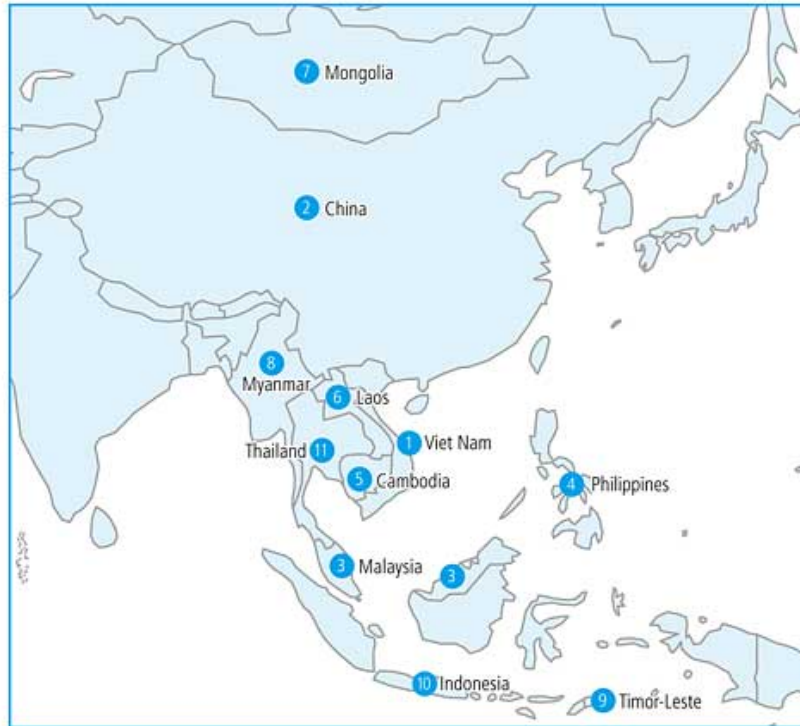 7 Mongolia
2 China
8
Myanmar
6 Laos
1 Viet Nam
Thailand 11
5 Cambodia
4 Philippines
3 Malaysia
3
10 Indonesia
9 Timor-Leste